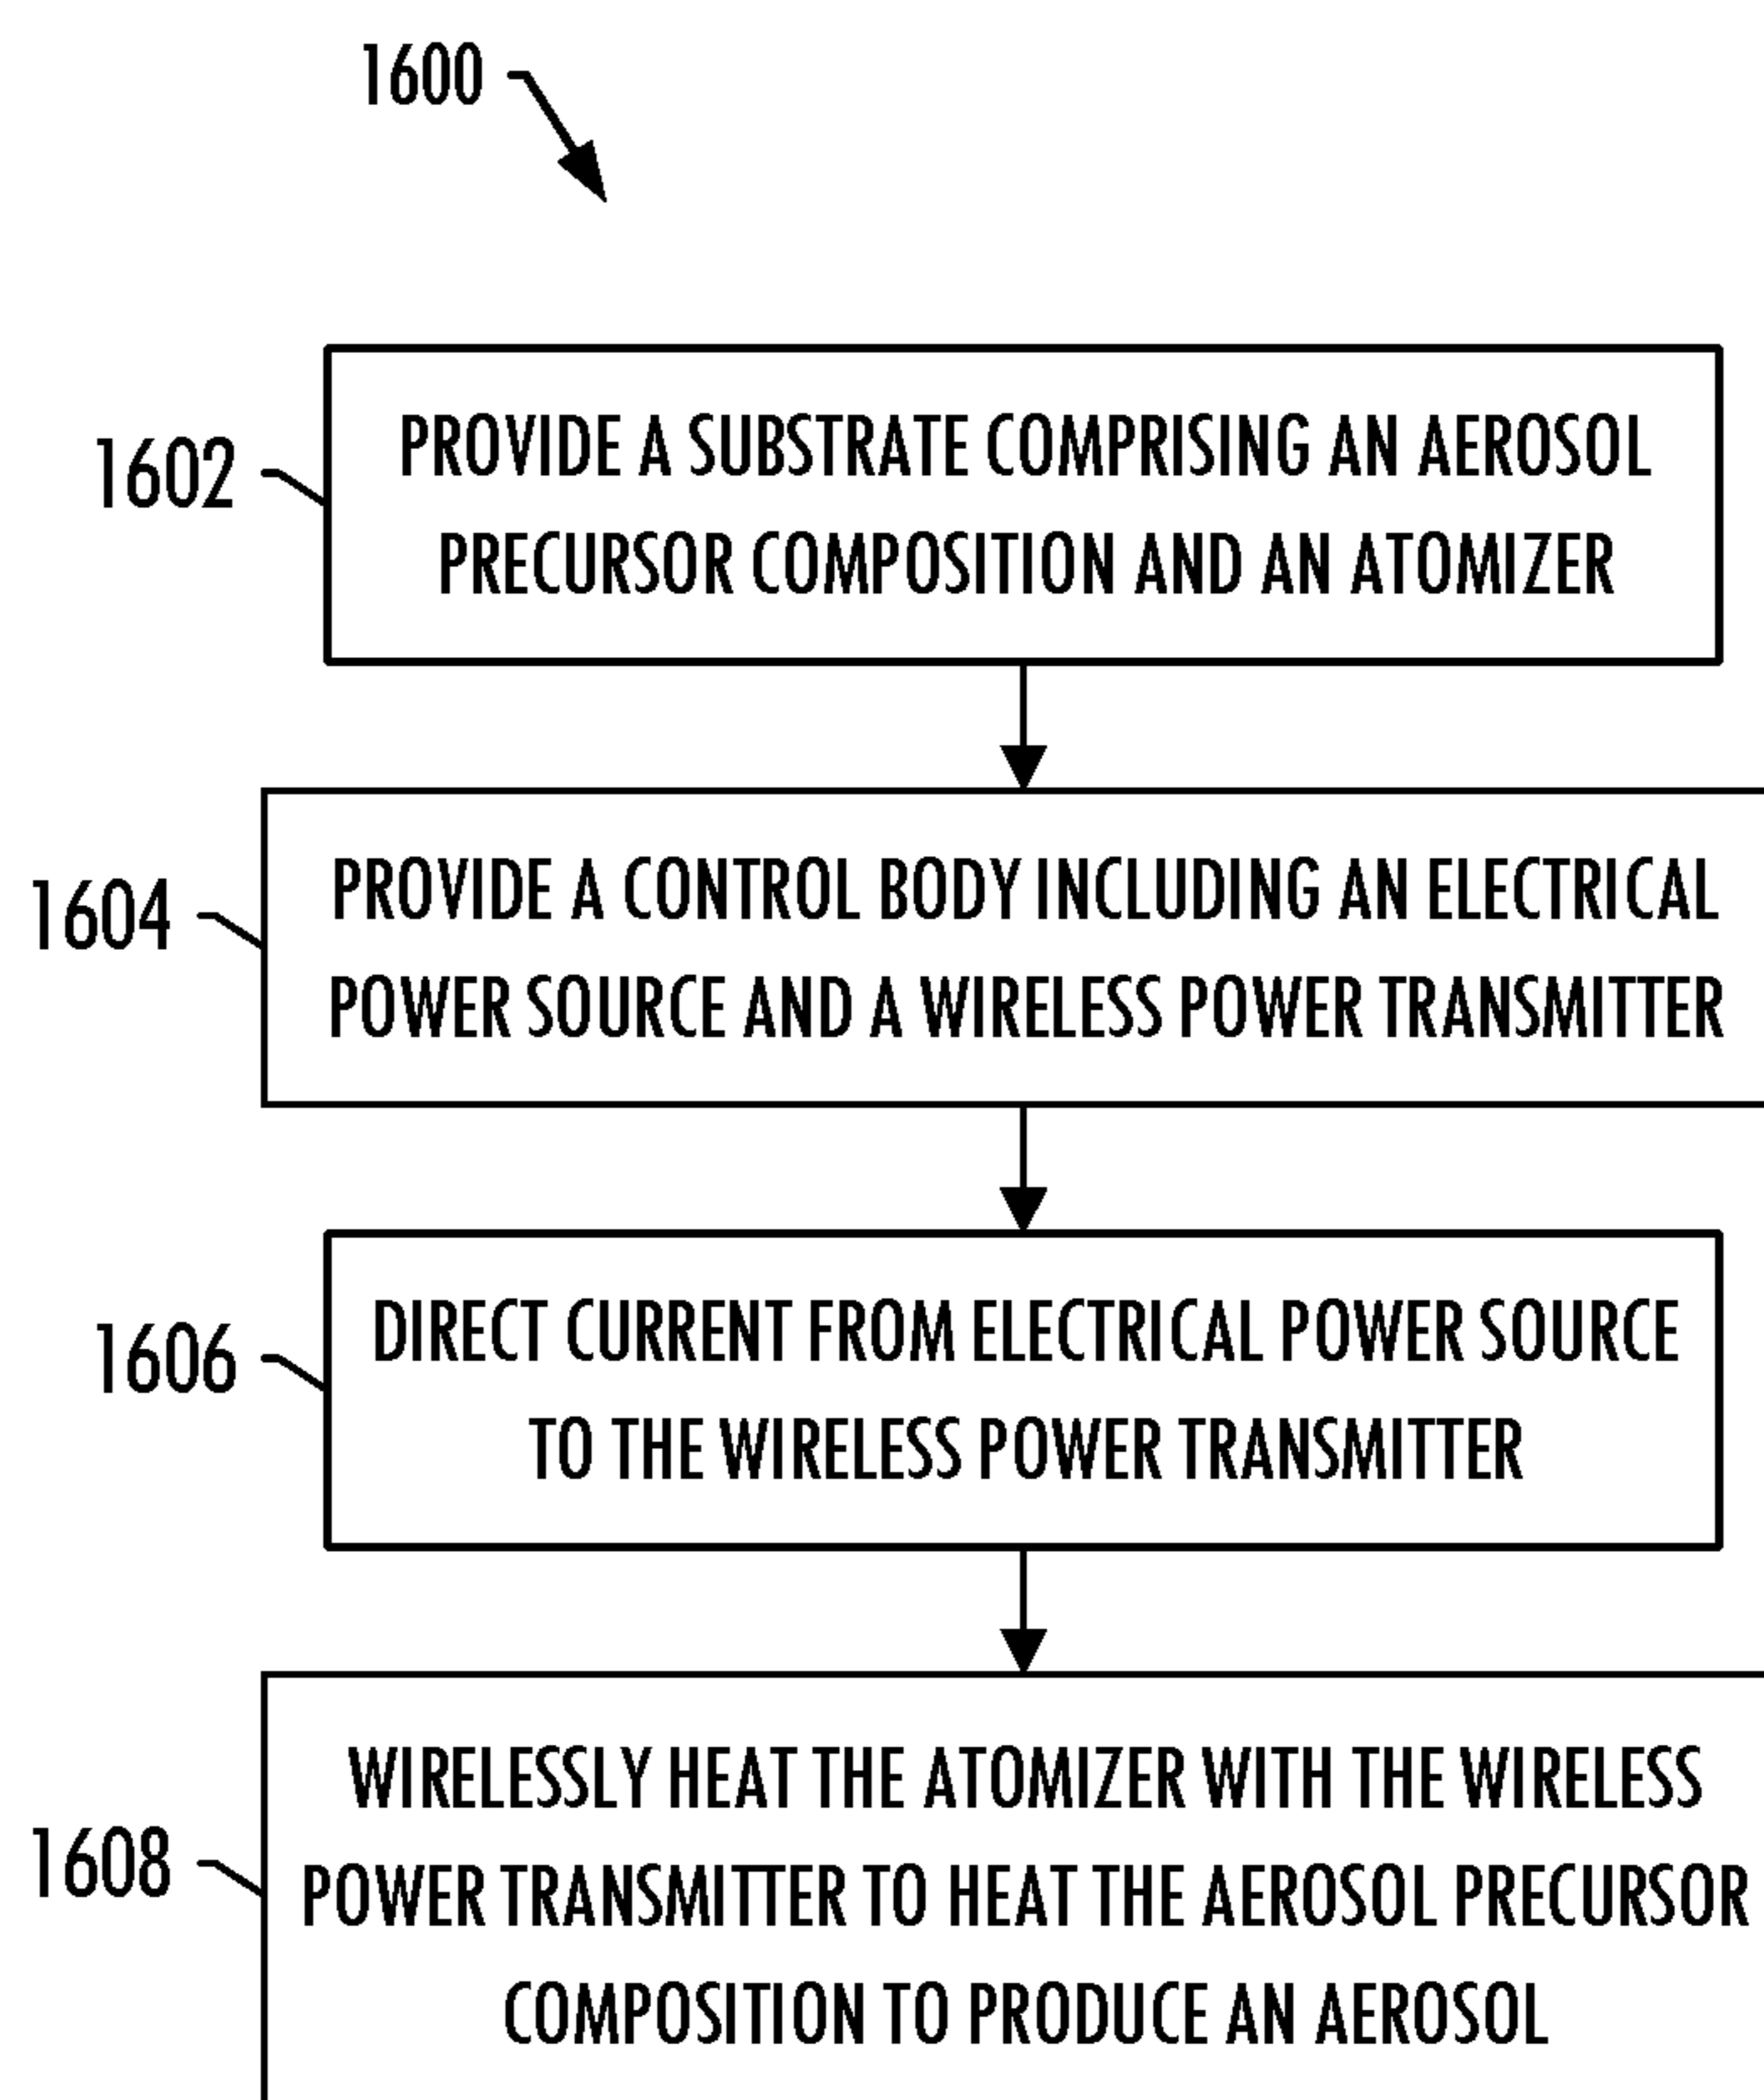 1600
1602
PROVIDE A SUBSTRATE COMPRISING AN AEROSOL
PRECURSOR COMPOSITION AND AN ATOMIZER
1604
PROVIDE A CONTROL BODY INCLUDING AN ELECTRICAL
POWER SOURCE AND A WIRELESS POWER TRANSMITTER
1606
DIRECT CURRENT FROM ELECTRICAL POWER SOURCE
TO THE WIRELESS POWER TRANSMITTER
1608
WIRELESSLY HEAT THE ATOMIZER WITH THE WIRELESS
POWER TRANSMITTER TO HEAT THE AEROSOL PRECURSOR
COMPOSITION TO PRODUCE AN AEROSOL